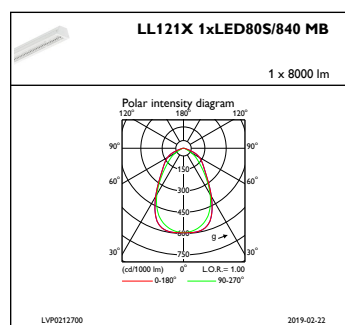 LL121X 1xLED80S/840 MB
1 x 8000 lm
Polar intensity diagram
120° 180° 120°
90° 90°
150
60° 300 60°
450
600
g
30° 750 30°
(cd/1000 lm) 0° L.O.R.= 1.00
0-180° 90-270°
LVP0212700 2019-02-22